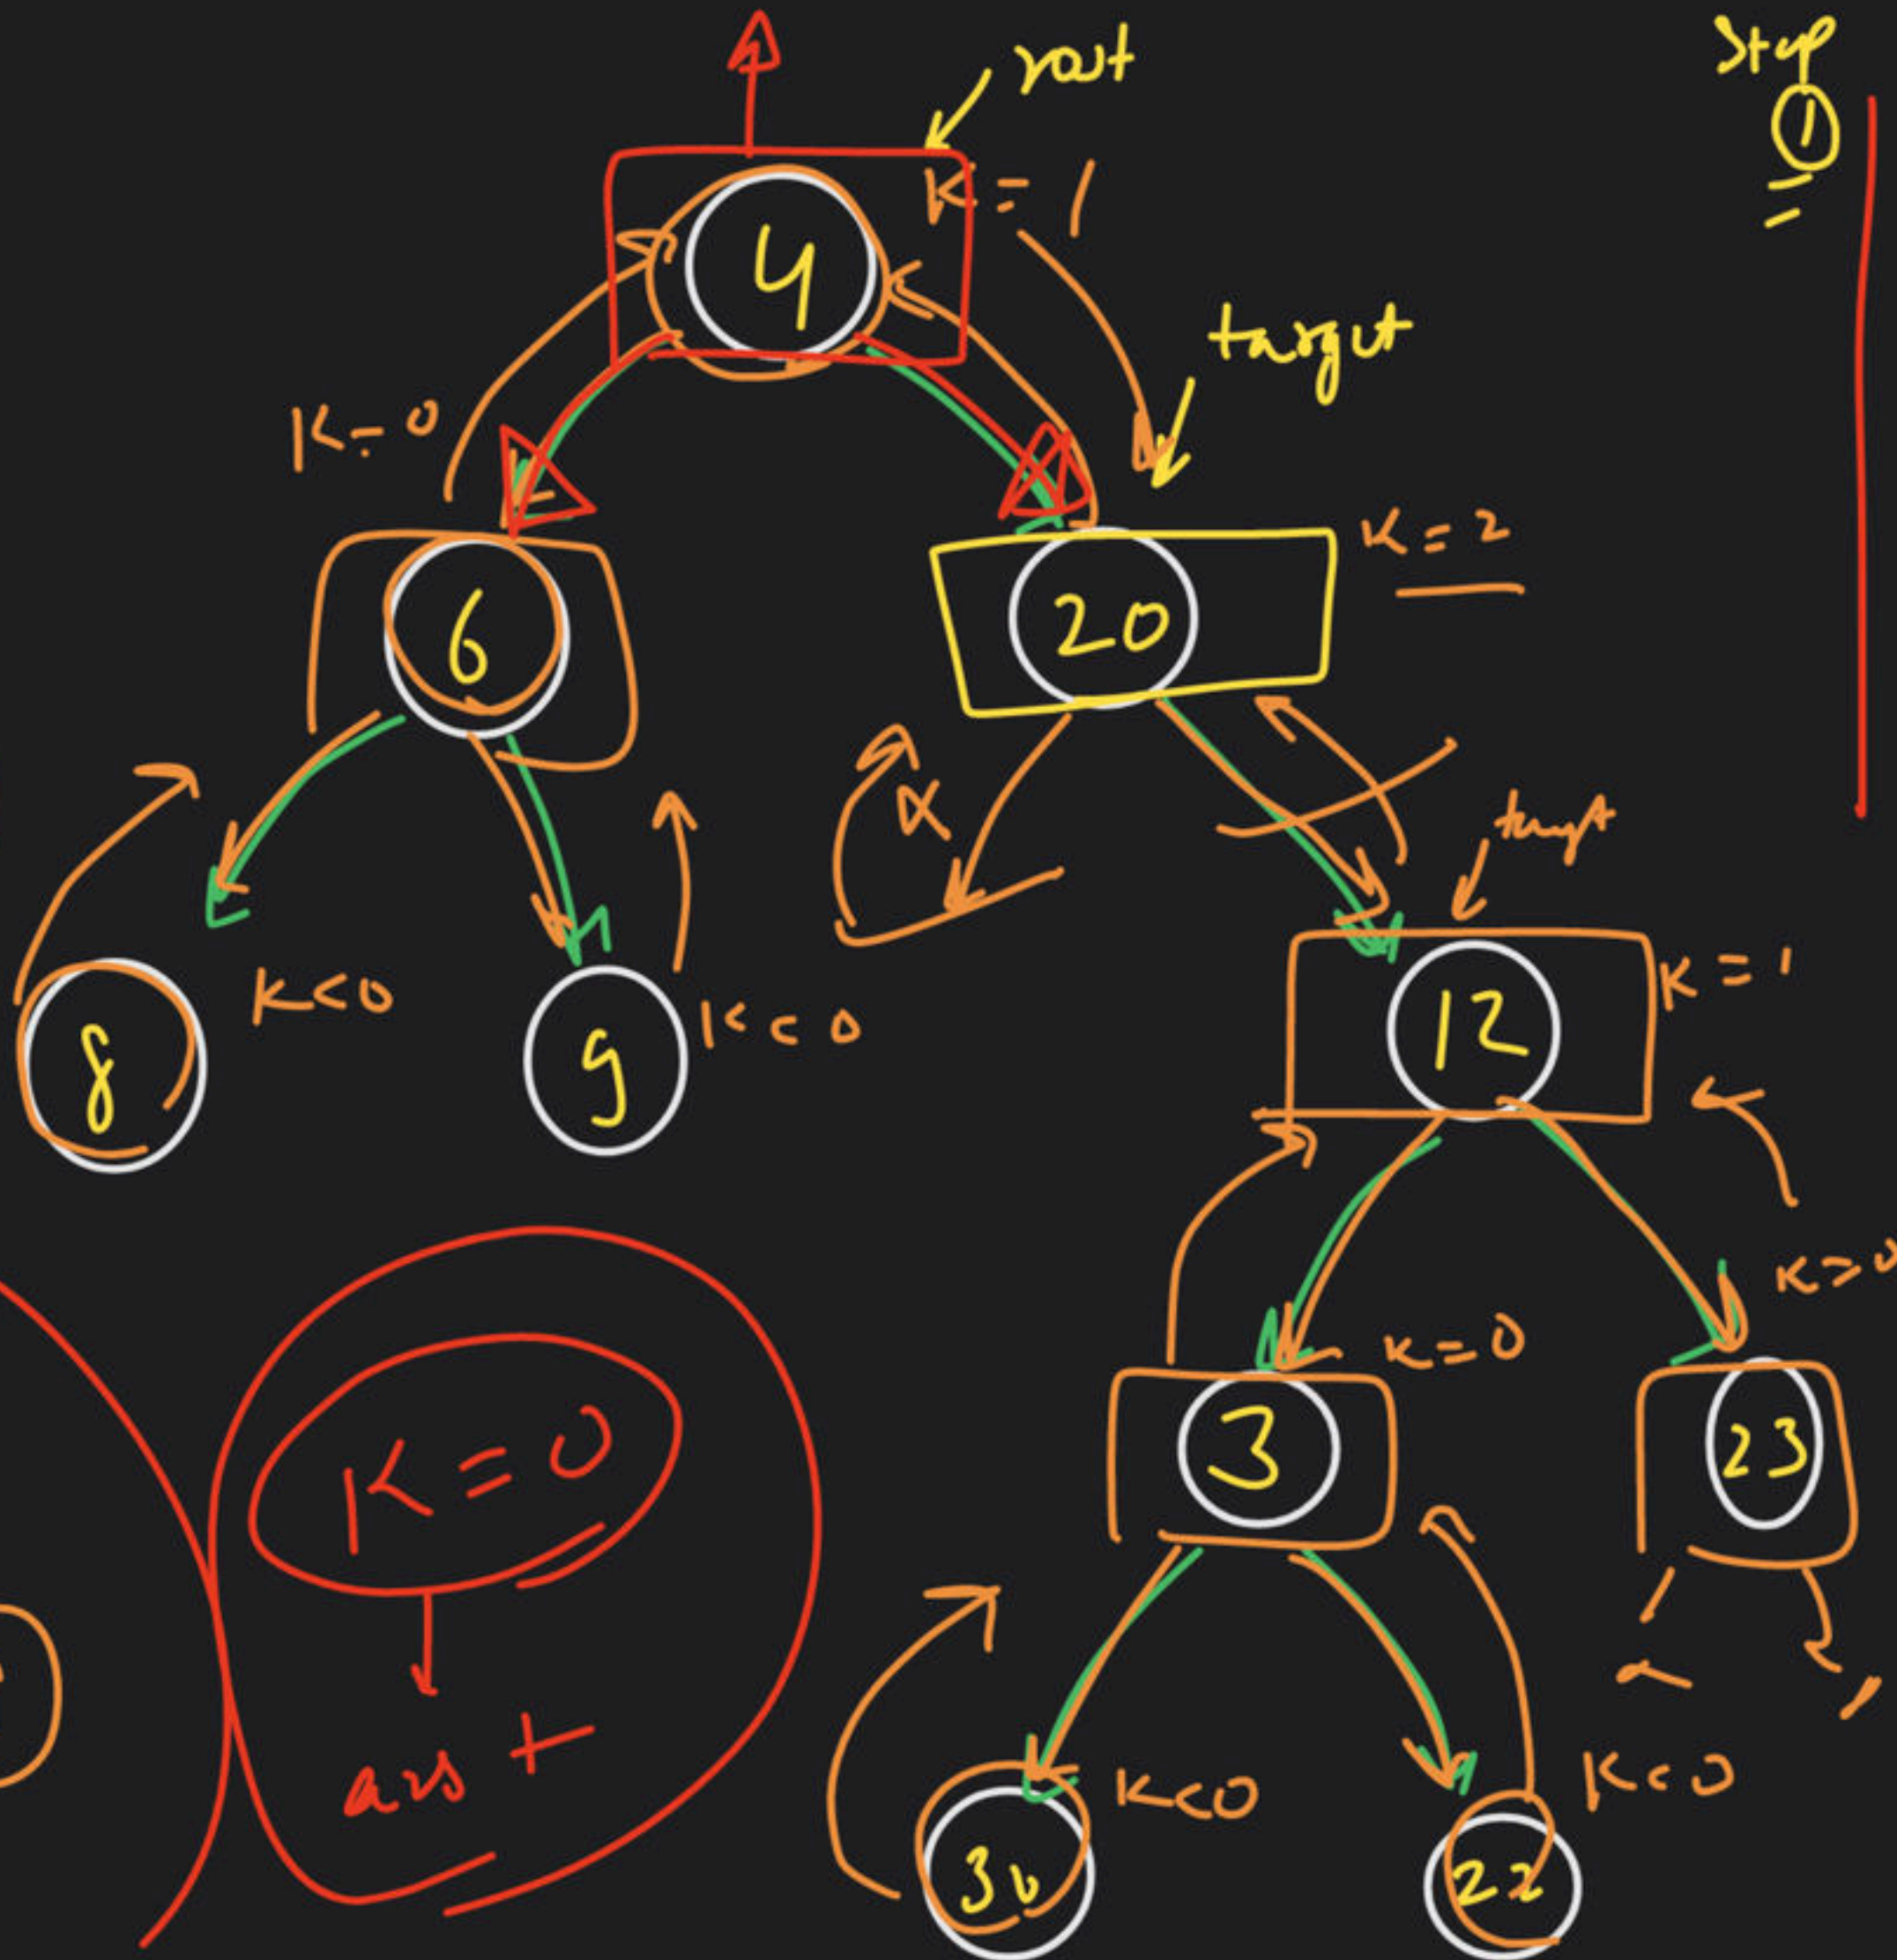 root
Step
1
K = 1
4
target
K = 0
K = 2
6
20
target
K < 0
K < 0
K = 1
8
9
12
K = 0
K = 0
3
23
K = 0
ans +
K < 0
K < 0
22